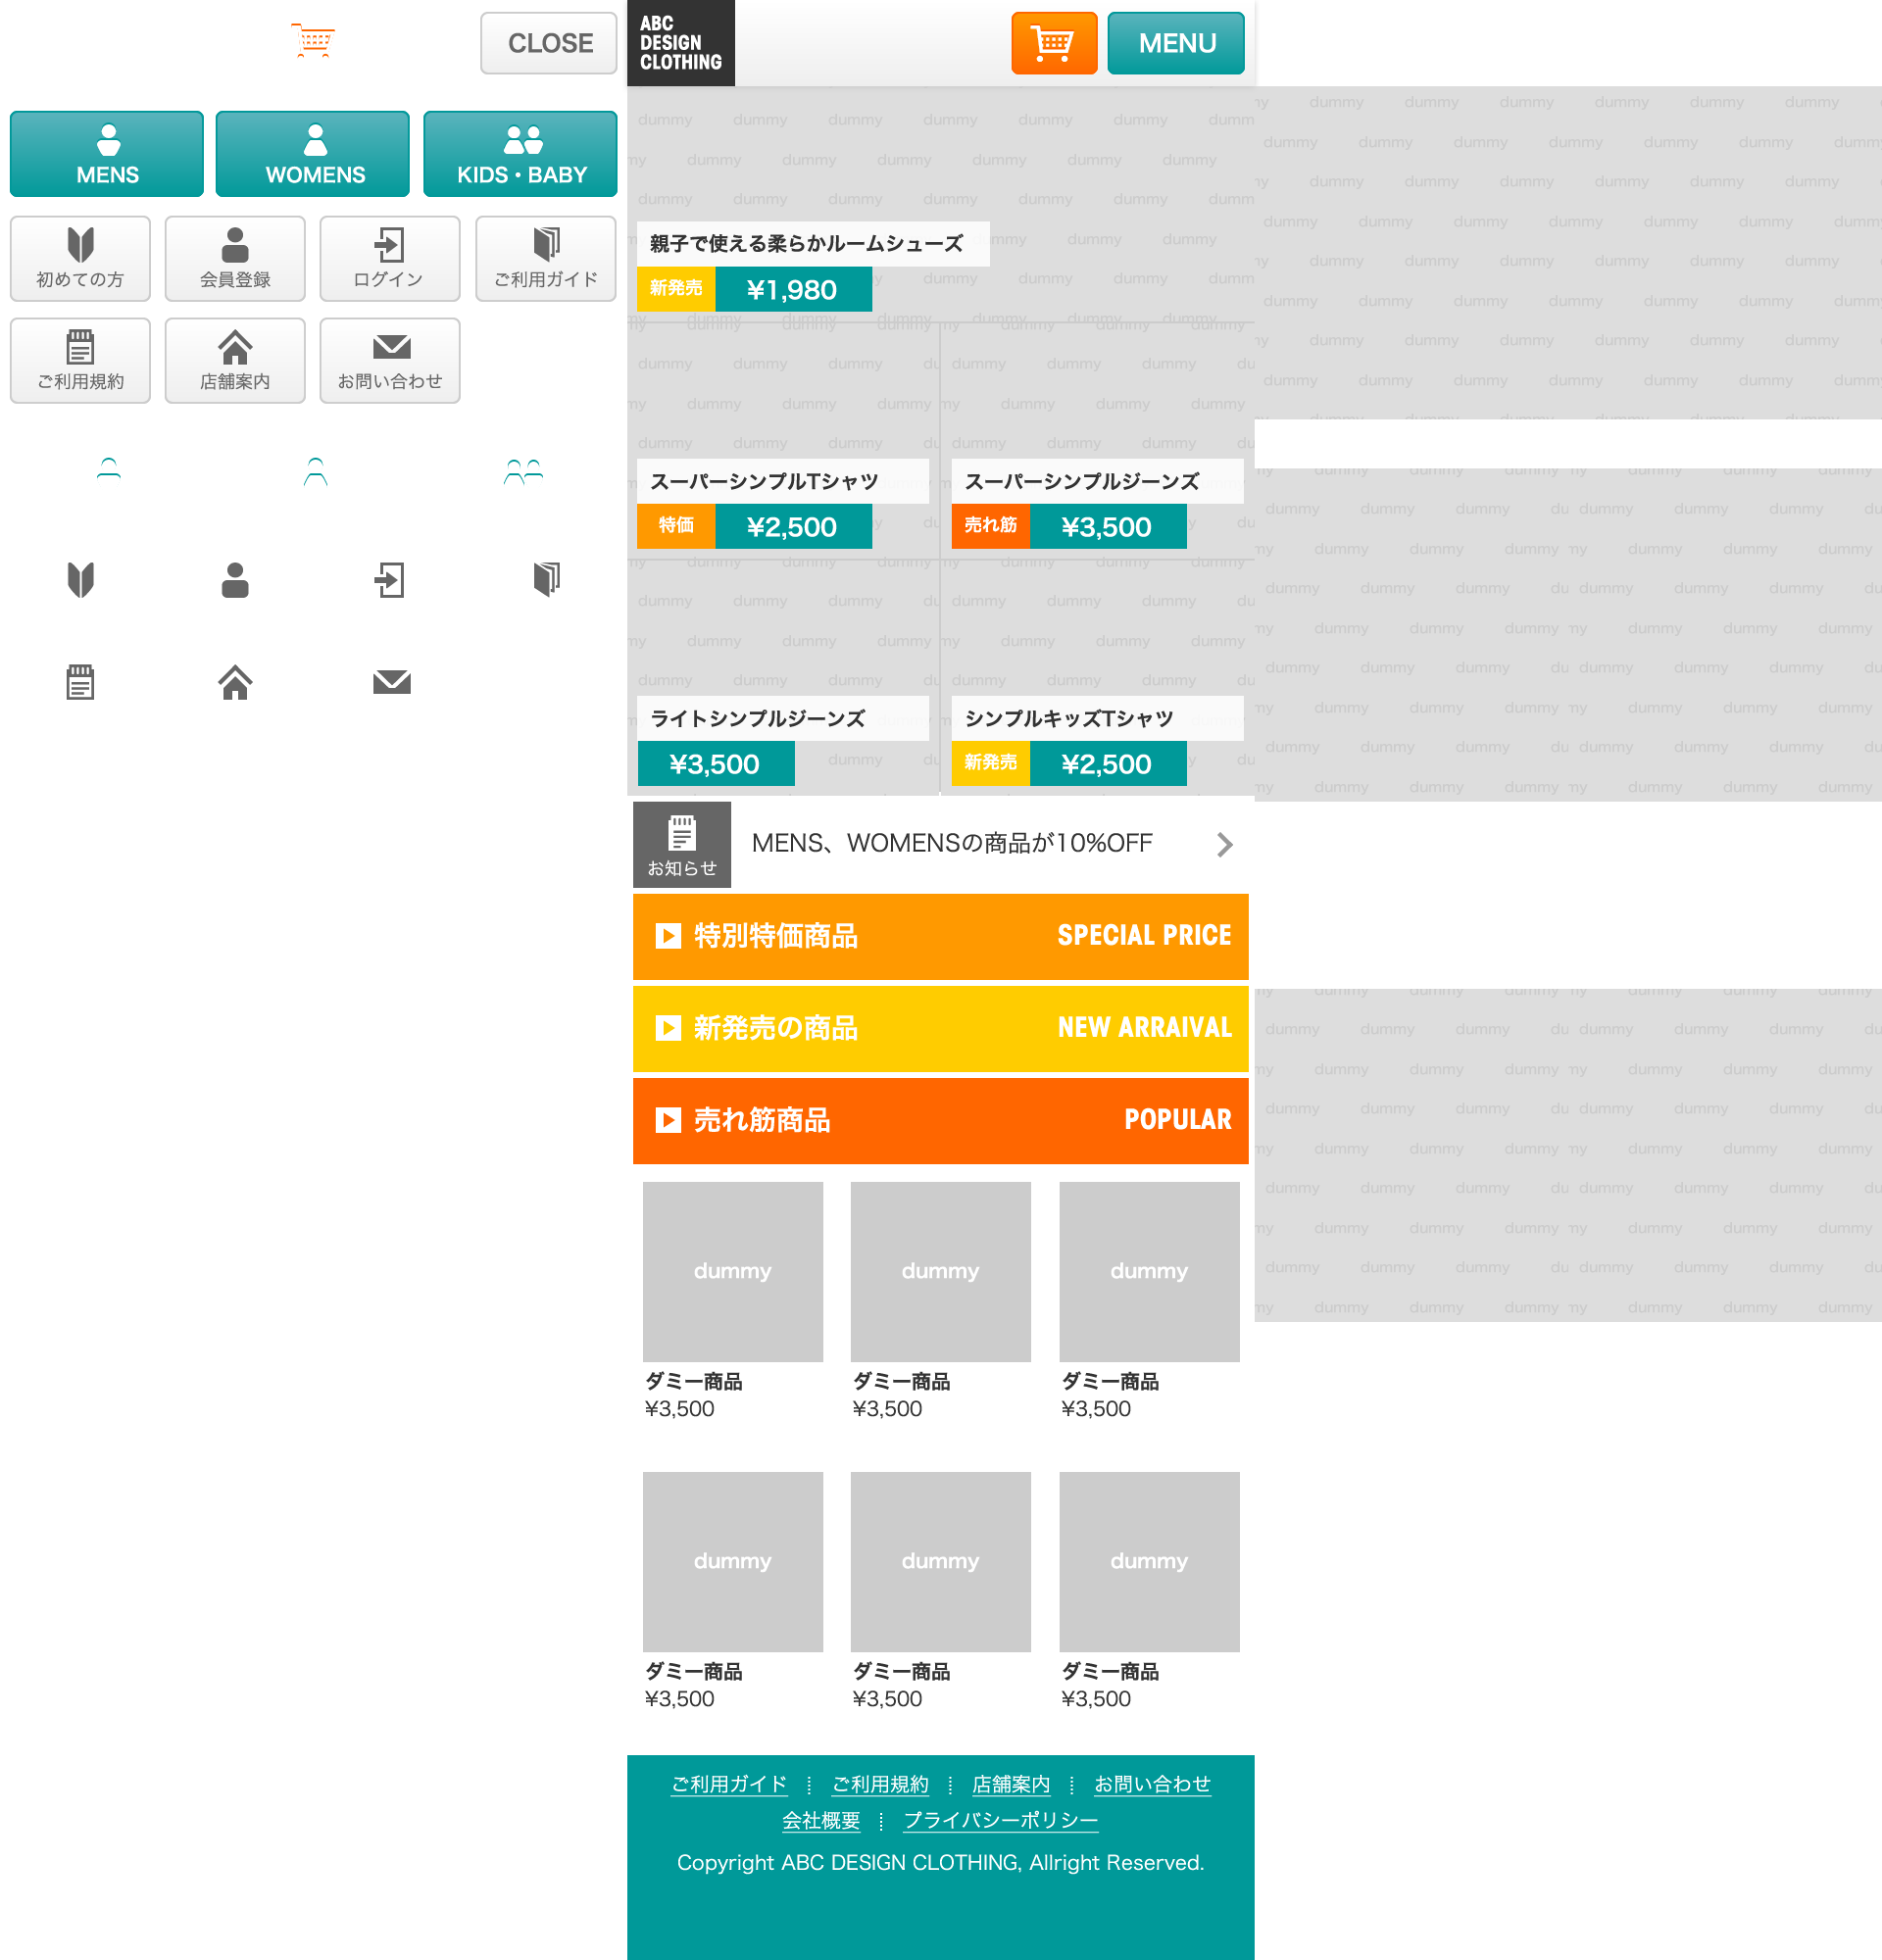 CLOSE
MENS
WOMENS
KIDS・BABY
初めての方
会員登録
ログイン
ご利用ガイド
ご利用規約
店舗案内
お問い合わせ
ABC
DESIGN
CLOTHING
MENU
dummy dummy dummy dummy dummy dummy dummy
親子で使える柔らかルームシューズ
新発売
¥1,980
スーパーシンプルTシャツ
特価
¥2,500
スーパーシンプルジーンズ
売れ筋
¥3,500
ライトシンプルジーンズ
¥3,500
シンプルキッズTシャツ
新発売
¥2,500
お知らせ
MENS、WOMENSの商品が10%OFF
特別特価商品
SPECIAL PRICE
新発売の商品
NEW ARRAIVAL
売れ筋商品
POPULAR
dummy
dummy
dummy
ダミー商品
¥3,500
ダミー商品
¥3,500
ダミー商品
¥3,500
dummy
dummy
dummy
ダミー商品
¥3,500
ダミー商品
¥3,500
ダミー商品
¥3,500
ご利用ガイド ご利用規約 店舗案内 お問い合わせ
会社概要 プライバシーポリシー
Copyright ABC DESIGN CLOTHING, Allright Reserved.